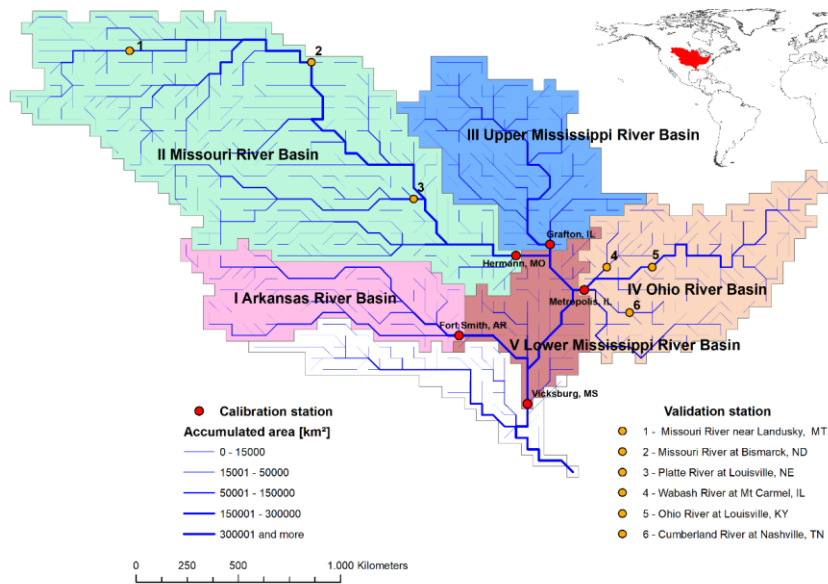 1
2
III Upper Mississippi River Basin
II Missouri River Basin
3
Grafton, IL
Hermann, MO
4
5
Metropolis, IL
IV Ohio River Basin
6
I Arkansas River Basin
Fort Smith, AR
V Lower Mississippi River Basin
Vicksburg, MS
Calibration station
Accumulated area [km²]
0 - 15000
15001 - 50000
50001 - 150000
150001 - 300000
300001 and more
Validation station
1 - Missouri River near Landusky, MT
2 - Missouri River at Bismarck, ND
3 - Platte River at Louisville, NE
4 - Wabash River at Mt Carmel, IL
5 - Ohio River at Louisville, KY
6 - Cumberland River at Nashville, TN
0 250 500 1.000 Kilometers